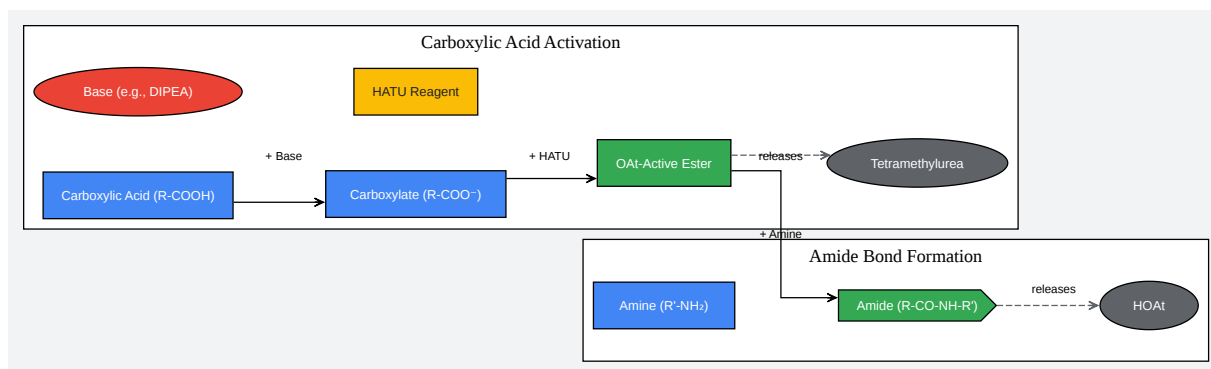 Carboxylic Acid Activation
Base (e.g., DIPEA)
HATU Reagent
+ Base
+ HATU
OAt-Active Ester
releases
Tetramethylurea
Carboxylic Acid (R-COOH)
Carboxylate (R-COO⁻)
+ Amine
Amide Bond Formation
Amine (R'-NH₂)
Amide (R-CO-NH-R')
releases
HOAt